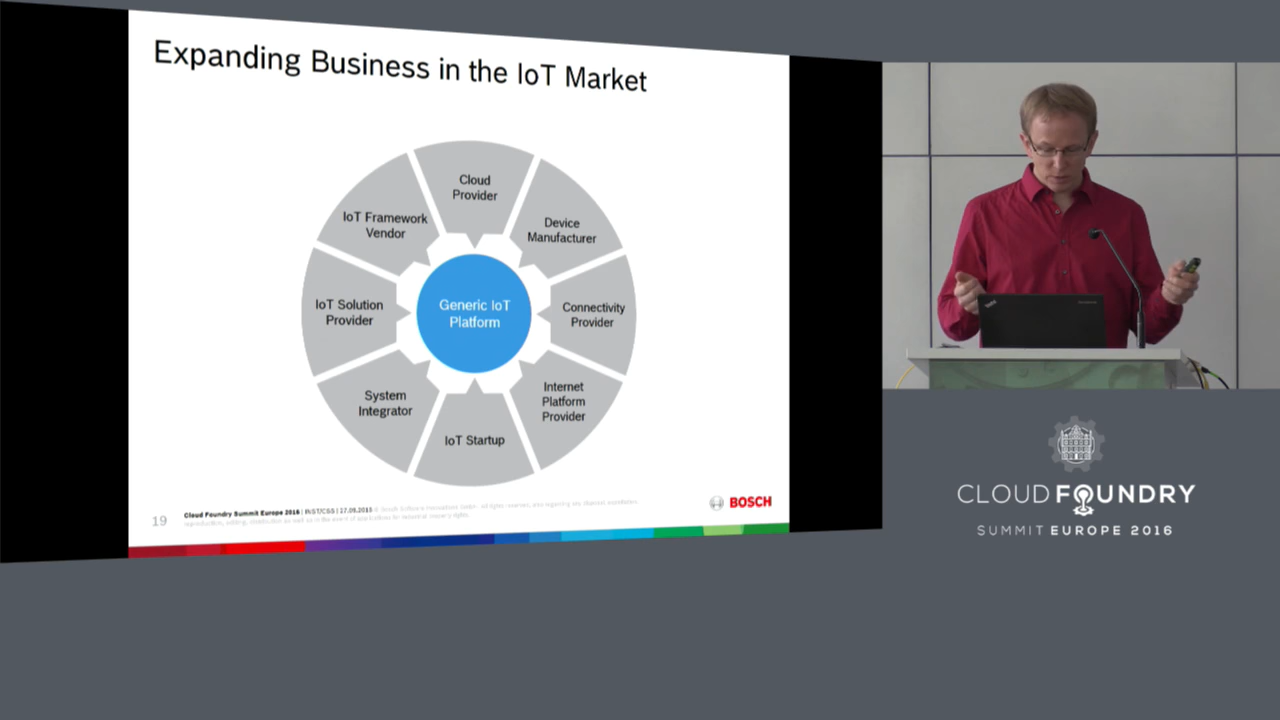 Expanding Business in the IoT Market
Cloud
Provider
IoT Framework
Vendor
Device
Manufacturer
IoT Solution
Provider
Generic IoT
Platform
Connectivity
Provider
System
Integrator
Internet
Platform
Provider
IoT Startup
19
Cloud Foundry Summit Europe 2016 |
BOSCH
CLOUD FOUNDRY
SUMMIT EUROPE 2016